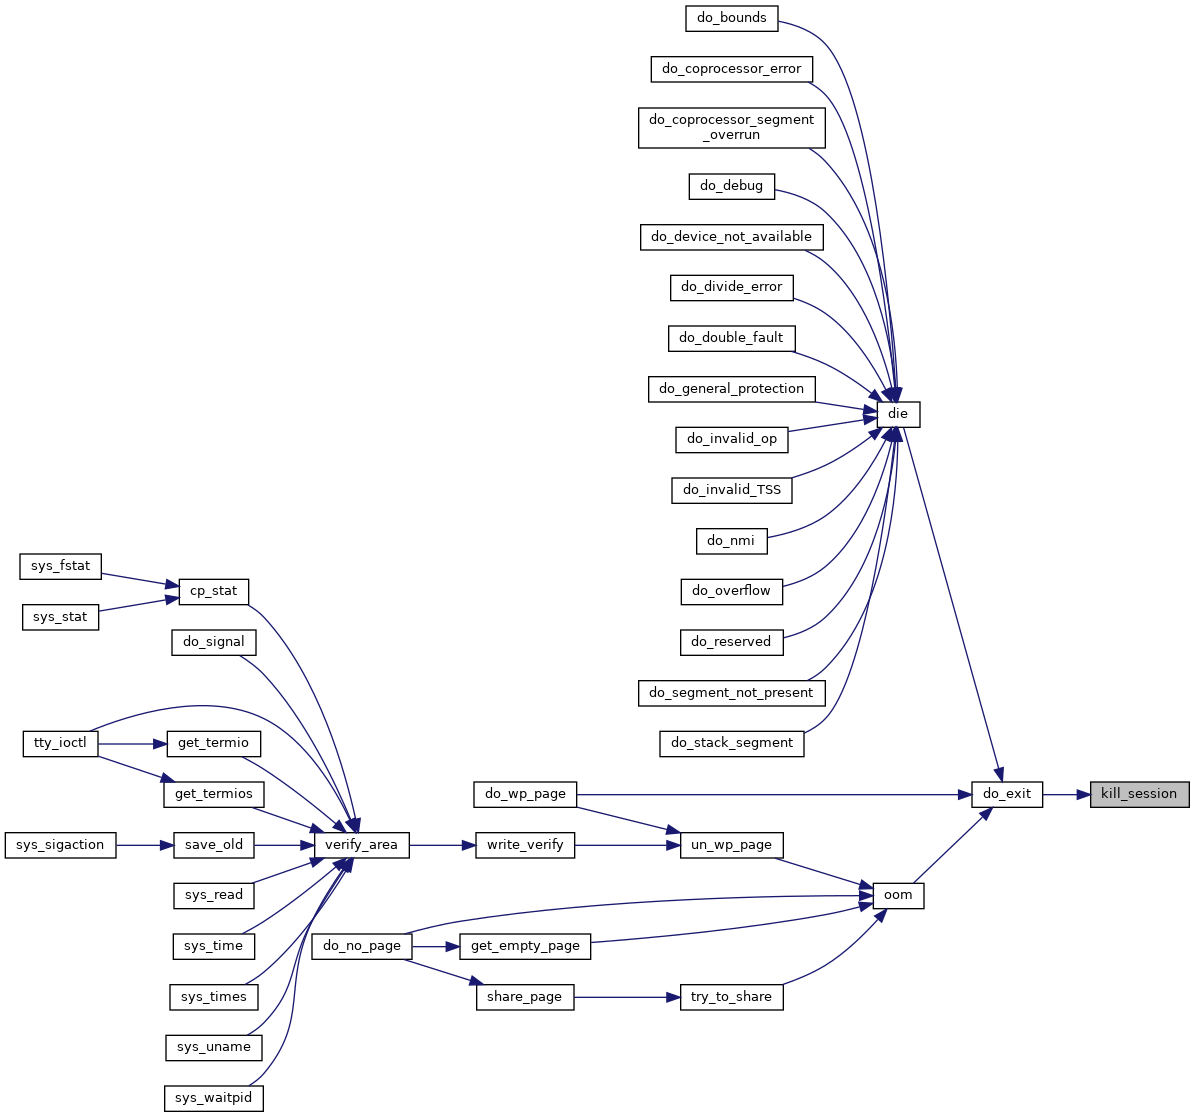 do_bounds
do_coprocessor_error
do_coprocessor_segment
_overrun
do_debug
do_device_not_available
do_divide_error
do_double_fault
do_general_protection
die
do_invalid_op
do_invalid_TSS
do_nmi
sys_fstat
cp_stat
do_overflow
sys_stat
do_signal
do_reserved
do_segment_not_present
tty_ioctl
get_termio
do_stack_segment
get_termios
do_wp_page
do_exit
kill_session
sys_sigaction
save_old
verify_area
write_verify
un_wp_page
sys_read
oom
sys_time
do_no_page
get_empty_page
sys_times
share_page
try_to_share
sys_uname
sys_waitpid